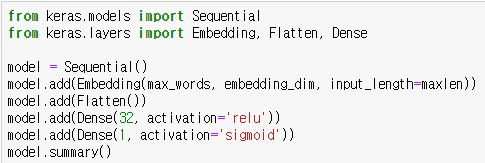 from keras.models import Sequential
from keras.layers import Embedding, Flatten, Dense
model = Sequential()
model.add(Embedding(max_words, embedding_dim, input_length=maxlen))
model.add(Flatten())
model.add(Dense(32, activation='relu'))
model.add(Dense(1, activation='sigmoid'))
model.summary()